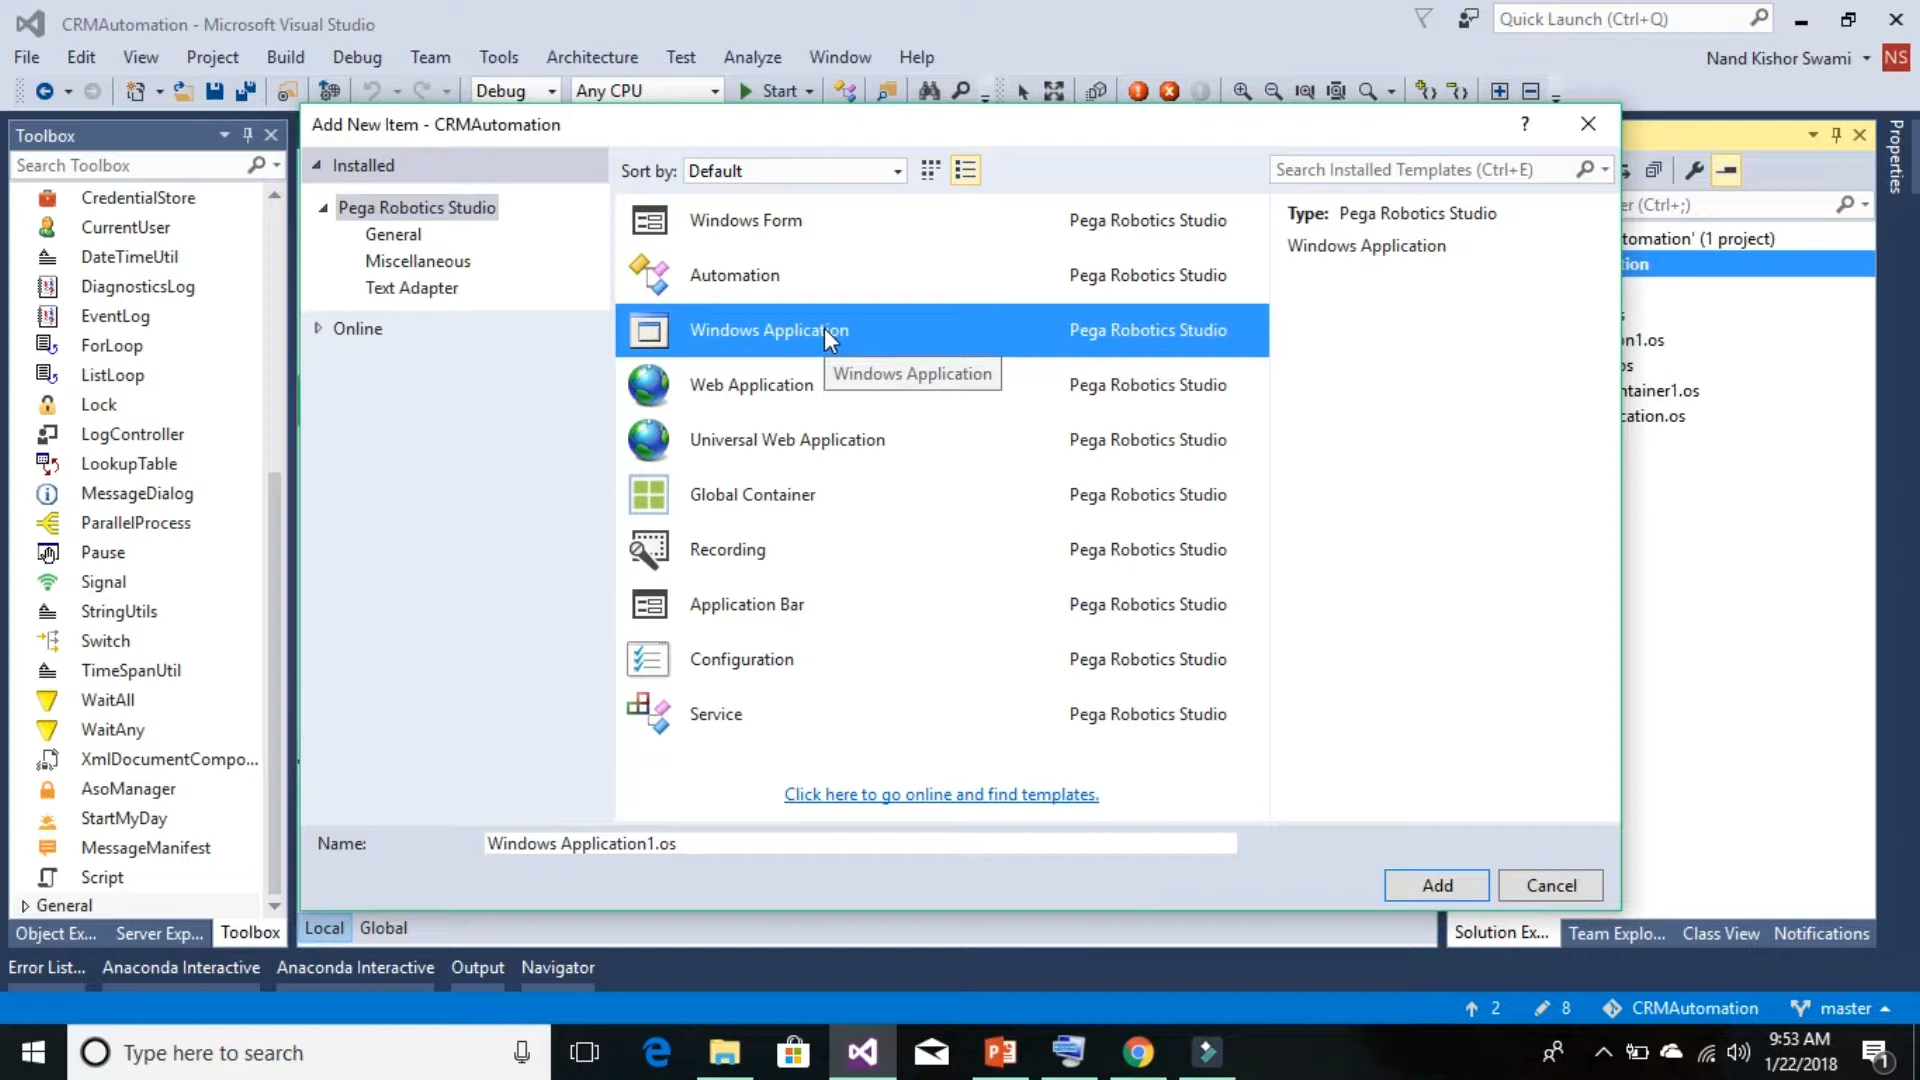 CRMAutomation - Microsoft Visual Studio
Quick Launch (Ctrl+Q)
File Edit View Project Build Debug Team Tools Architecture Test Analyze Window Help
Nand Kishor Swami NS
Debug Any CPU Start
Toolbox
Search Toolbox
CredentialStore
CurrentUser
DateTimeUtil
DiagnosticsLog
EventLog
ForLoop
ListLoop
Lock
LogController
LookupTable
MessageDialog
ParallelProcess
Pause
Signal
StringUtils
Switch
TimeSpanUtil
WaitAll
WaitAny
XmlDocumentCompo...
AsoManager
StartMyDay
MessageManifest
Script
General
Object Ex... Server Exp... Toolbox
Add New Item - CRMAutomation
?
Installed
Pega Robotics Studio
General
Miscellaneous
Text Adapter
Online
Sort by: Default
Search Installed Templates (Ctrl+E)
Windows Form Pega Robotics Studio
Automation Pega Robotics Studio
Windows Application Pega Robotics Studio
Windows Application
Web Application Pega Robotics Studio
Universal Web Application Pega Robotics Studio
Global Container Pega Robotics Studio
Recording Pega Robotics Studio
Application Bar Pega Robotics Studio
Configuration Pega Robotics Studio
Service Pega Robotics Studio
Click here to go online and find templates.
Type: Pega Robotics Studio
Windows Application
Name: Windows Application1.os
Add Cancel
Properties
er (Ctrl+;)
tomation' (1 project)
tion
s
n1.os
os
ntainer1.os
cation.os
Local Global
Solution Ex... Team Explo... Class View Notifications
Error List... Anaconda Interactive Anaconda Interactive Output Navigator
2 8 CRMAutomation master
Type here to search
9:53 AM
1/22/2018
1